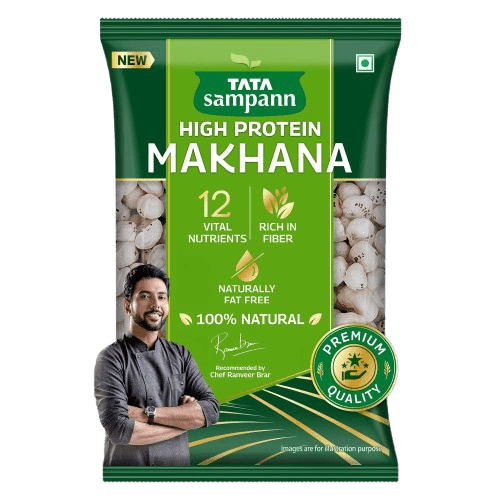 NEW
TATA
sampann
HIGH PROTEIN
MAKHANA
12
VITAL
NUTRIENTS
RICH IN
FIBER
NATURALLY
FAT FREE
100% NATURAL
Recommended by
Chef Ranveer Brar
PREMIUM
QUALITY
Images are for illustration purpose